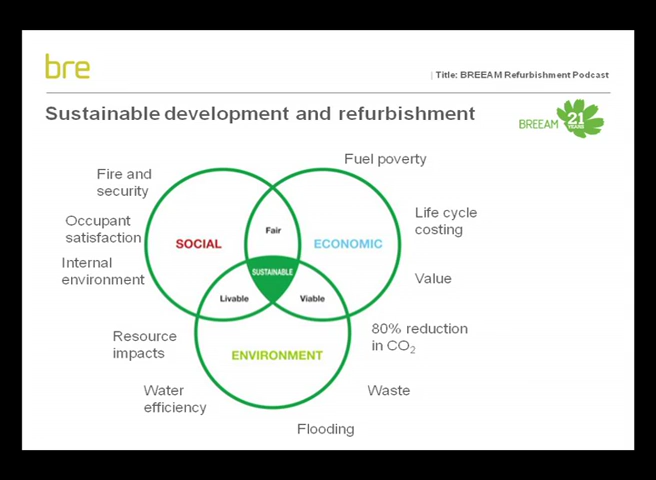 bre
| Title: BREEAM Refurbishment Podcast
Sustainable development and refurbishment
BREEAM 21
YEARS
Fuel poverty
Fire and
security
Life cycle
costing
Occupant
satisfaction
Fair
SOCIAL
ECONOMIC
Internal
environment
SUSTAINABLE
Value
Livable
Viable
80% reduction
in CO₂
Resource
impacts
ENVIRONMENT
Water
efficiency
Waste
Flooding